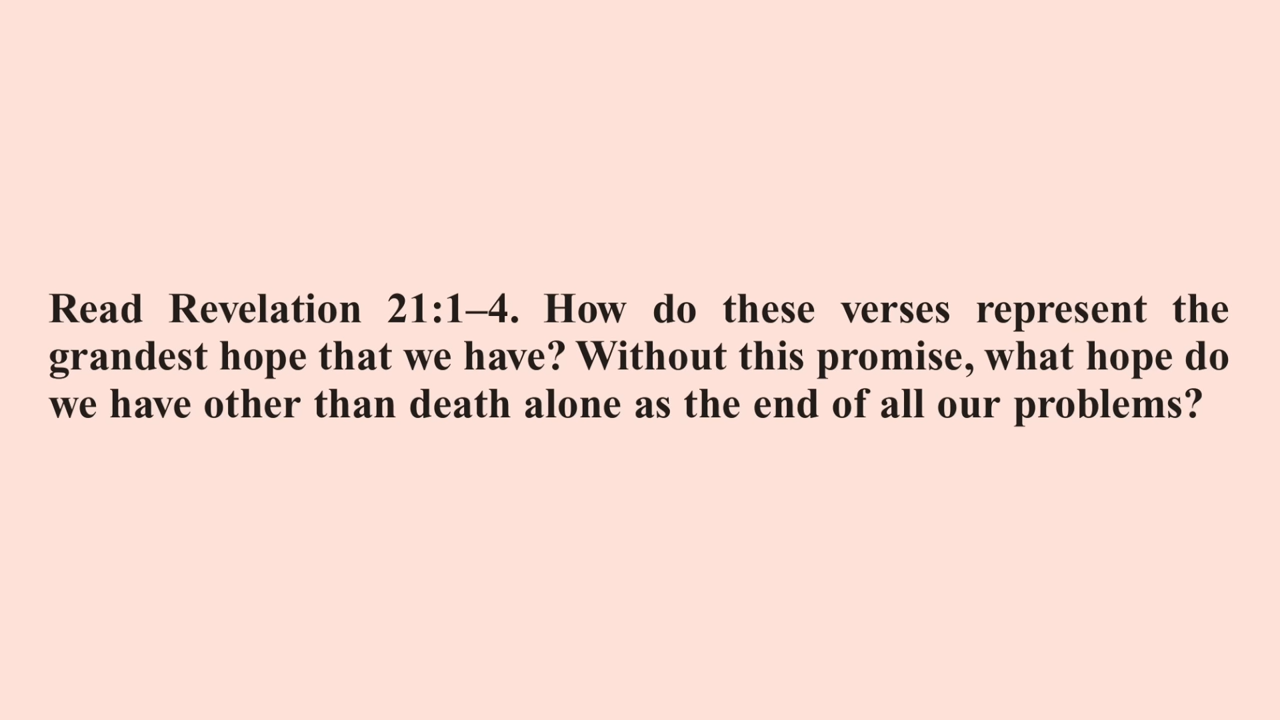 Read Revelation 21:1–4. How do these verses represent the
grandest hope that we have? Without this promise, what hope do
we have other than death alone as the end of all our problems?